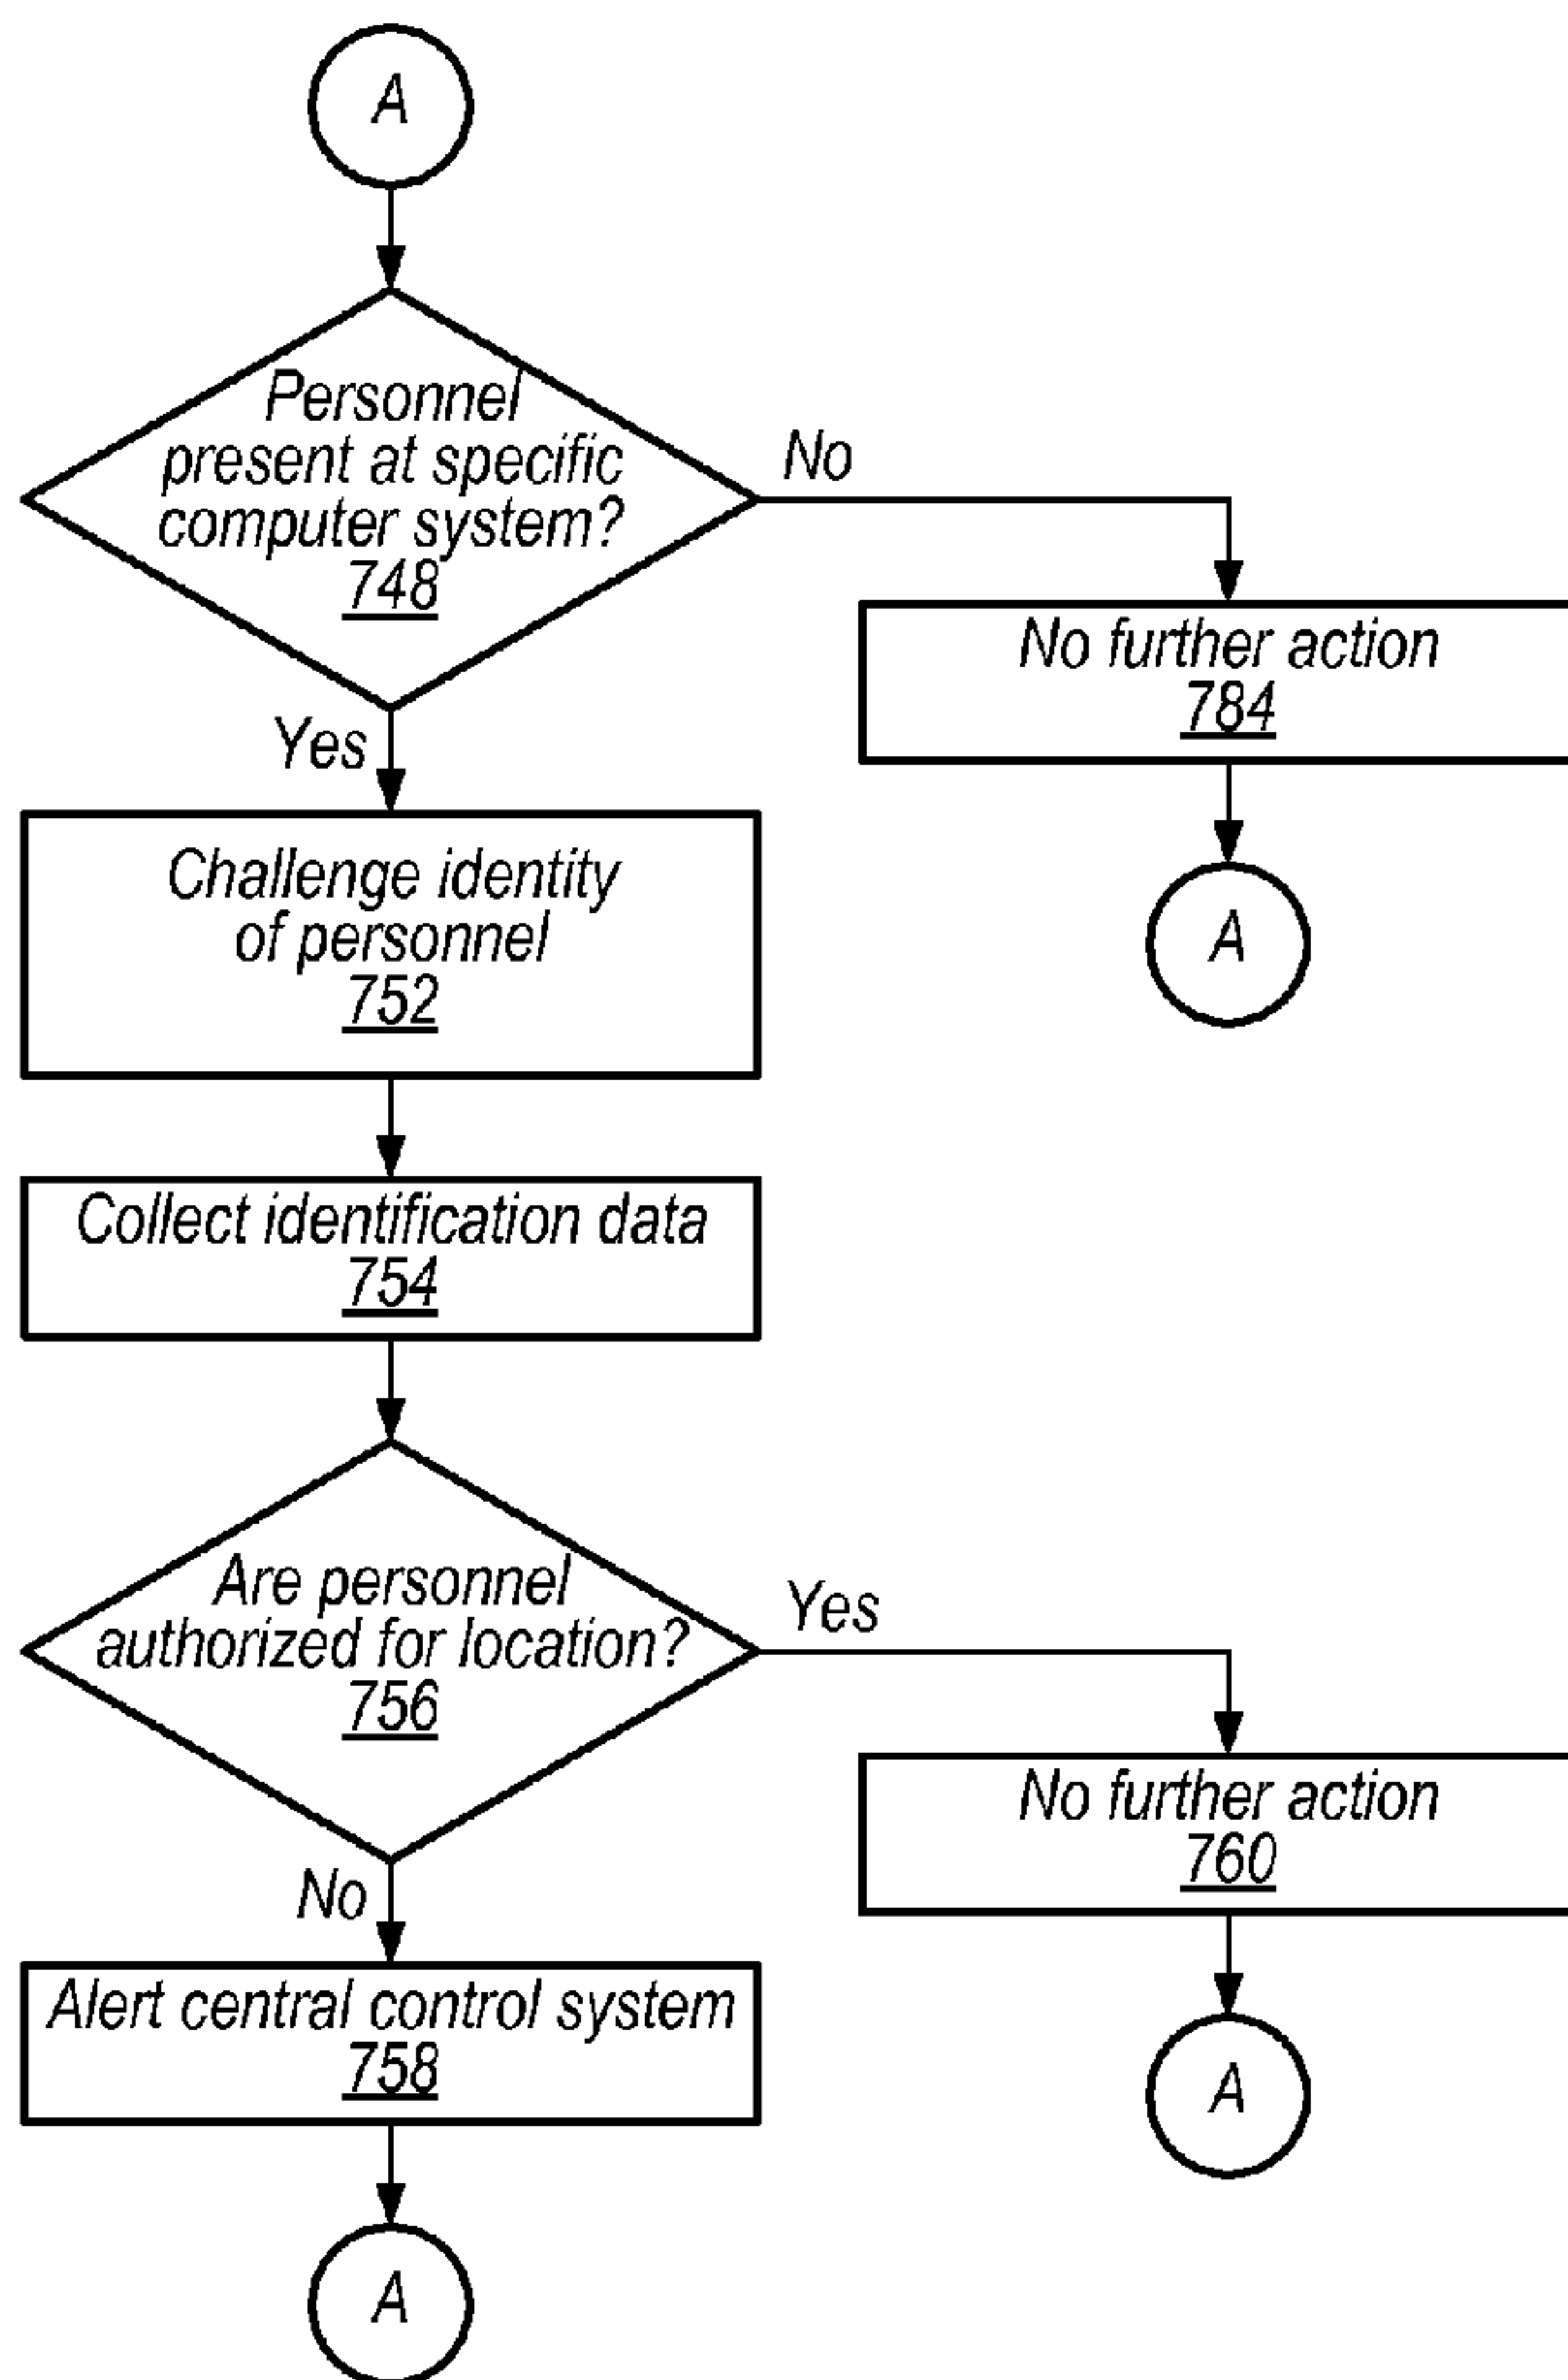 A
Personnel
present at specific
computer system?
748
No
Yes
No further action
784
A
Challenge identity
of personnel
752
Collect identification data
754
Are personnel
authorized for location?
756
Yes
No
No further action
760
A
Alert central control system
758
A